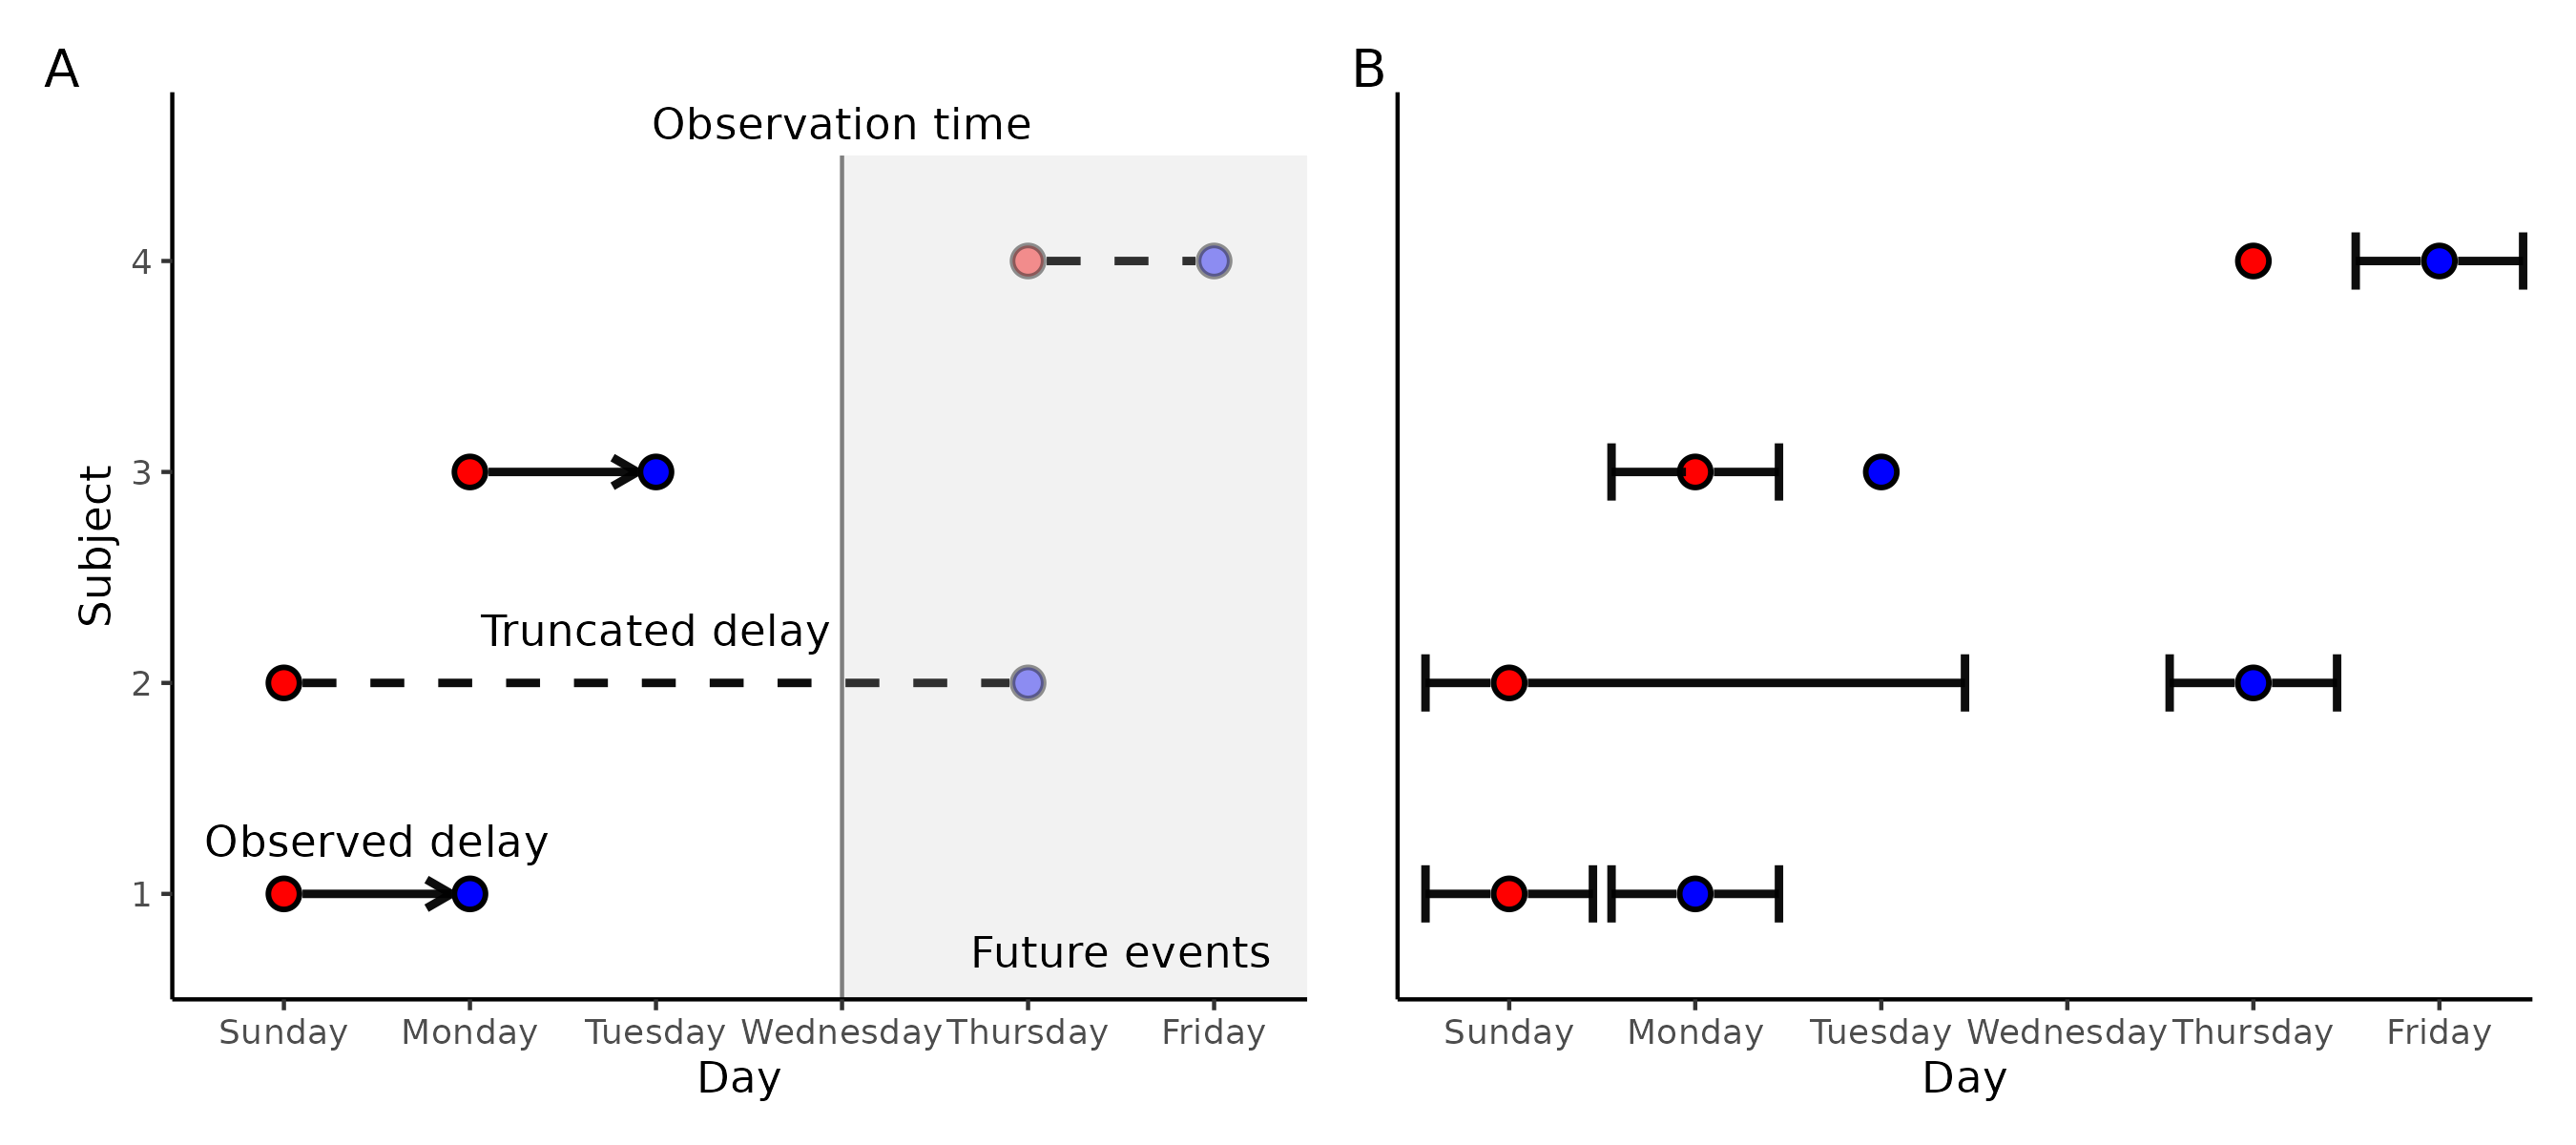 A
Observation time
4
3
Subject
Truncated delay
2
Observed delay
1
Future events
Sunday Monday Tuesday Wednesday Thursday Friday
Day
B
Sunday Monday Tuesday Wednesday Thursday Friday
Day